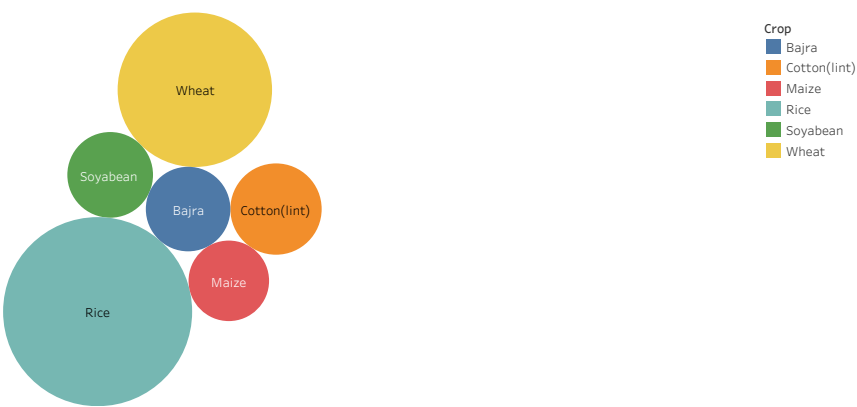 Wheat
Soyabean
Bajra
Cotton(lint)
Maize
Rice
Crop
Bajra
Cotton(lint)
Maize
Rice
Soyabean
Wheat